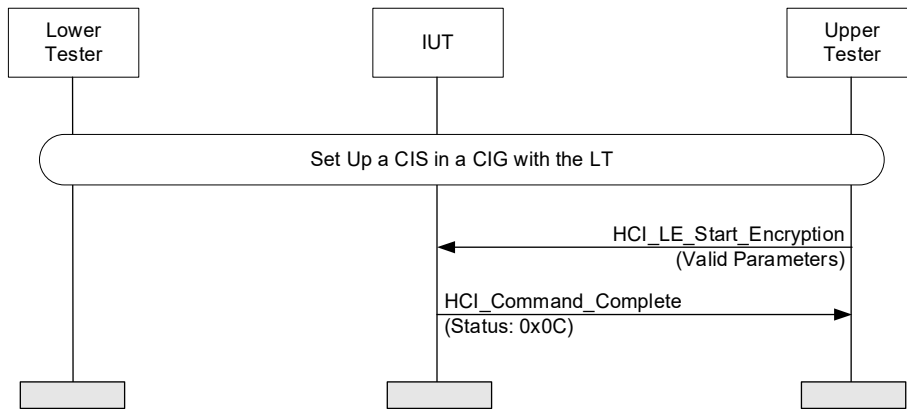 Lower
Tester
IUT
Upper
Tester
Set Up a CIS in a CIG with the LT
HCI_LE_Start_Encryption
(Valid Parameters)
HCI_Command_Complete
(Status: 0x0C)